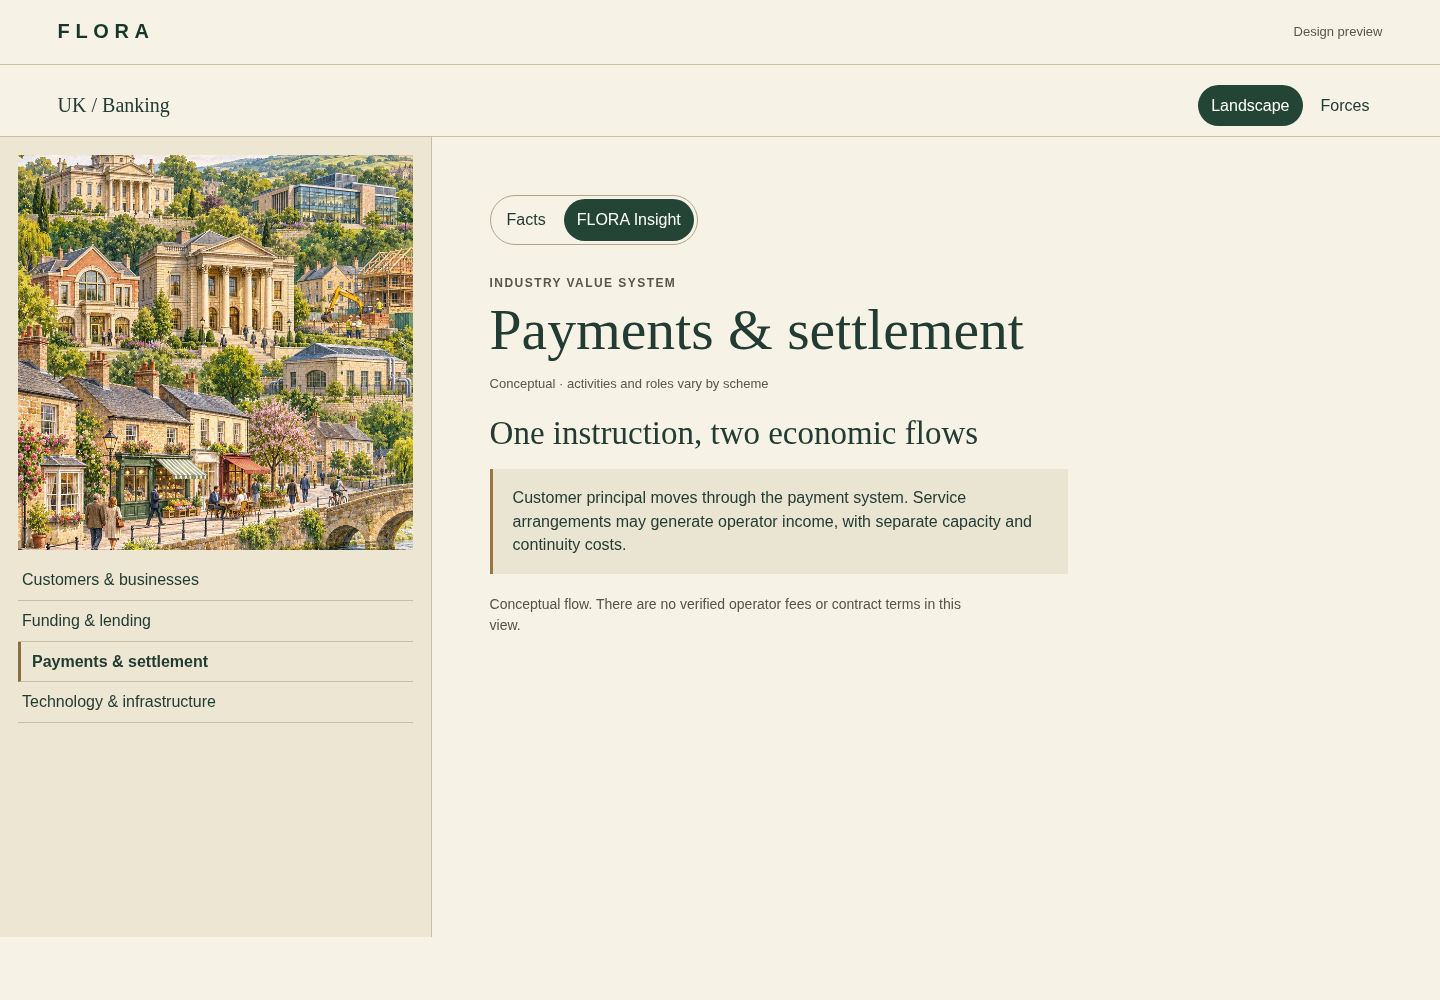 FLORA
Design preview
UK / Banking
Landscape
Forces
Facts
FLORA Insight
INDUSTRY VALUE SYSTEM
Payments & settlement
Conceptual · activities and roles vary by scheme
One instruction, two economic flows
Customer principal moves through the payment system. Service
arrangements may generate operator income, with separate capacity and
continuity costs.
Conceptual flow. There are no verified operator fees or contract terms in this
view.
Customers & businesses
Funding & lending
Payments & settlement
Technology & infrastructure